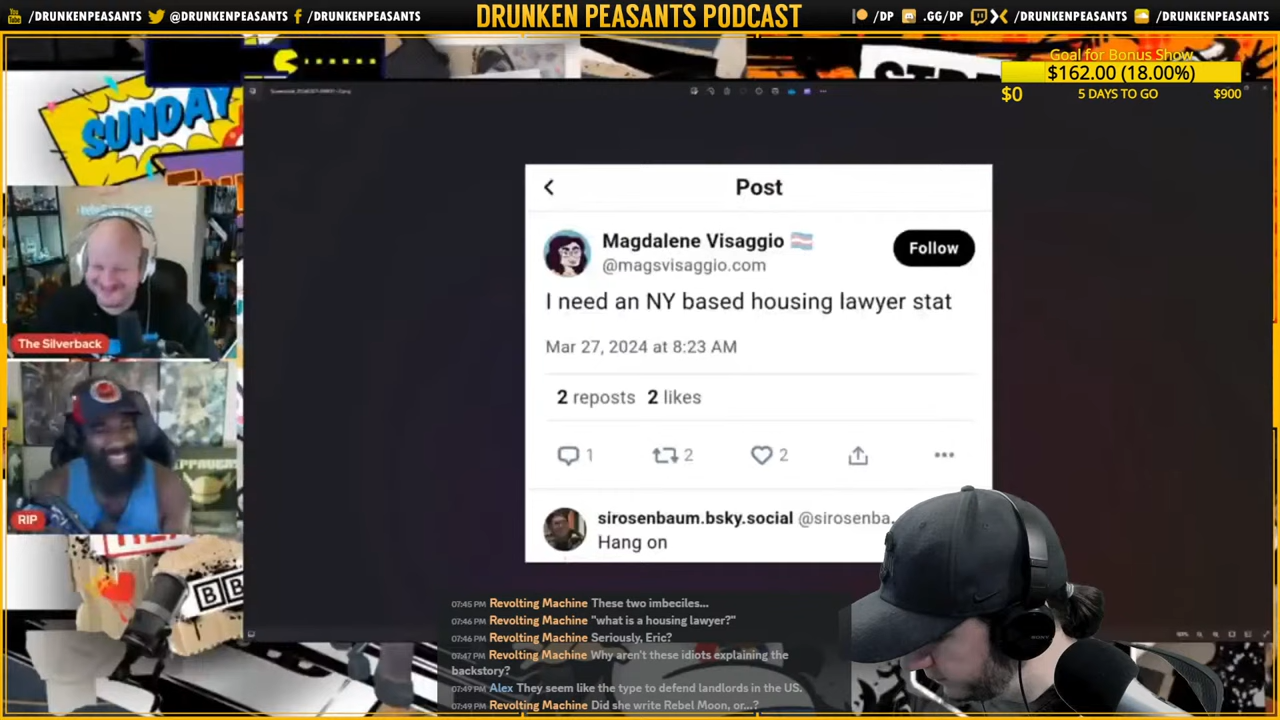 /DRUNKENPEASANTS @DRUNKENPEASANTS /DRUNKENPEASANTS
DRUNKEN PEASANTS PODCAST
/DP .GG/DP /DRUNKENPEASANTS /DRUNKENPEASANTS
Goal for Bonus Show
$162.00 (18.00%)
$0 5 DAYS TO GO $900
SUNDAY
Post
Magdalene Visaggio
@magsvisaggio.com
Follow
I need an NY based housing lawyer stat
Mar 27, 2024 at 8:23 AM
2 reposts 2 likes
1 2 2
sirosenbaum.bsky.social @sirosenba...
Hang on
The Silverback
RIP
07:45 PM Revolting Machine These two imbeciles...
07:46 PM Revolting Machine "what is a housing lawyer?"
07:46 PM Revolting Machine Seriously, Eric?
07:47 PM Revolting Machine Why aren't these idiots explaining the
backstory?
07:49 PM Alex They seem like the type to defend landlords in the US.
07:49 PM Revolting Machine Did she write Rebel Moon, or...?
SONY